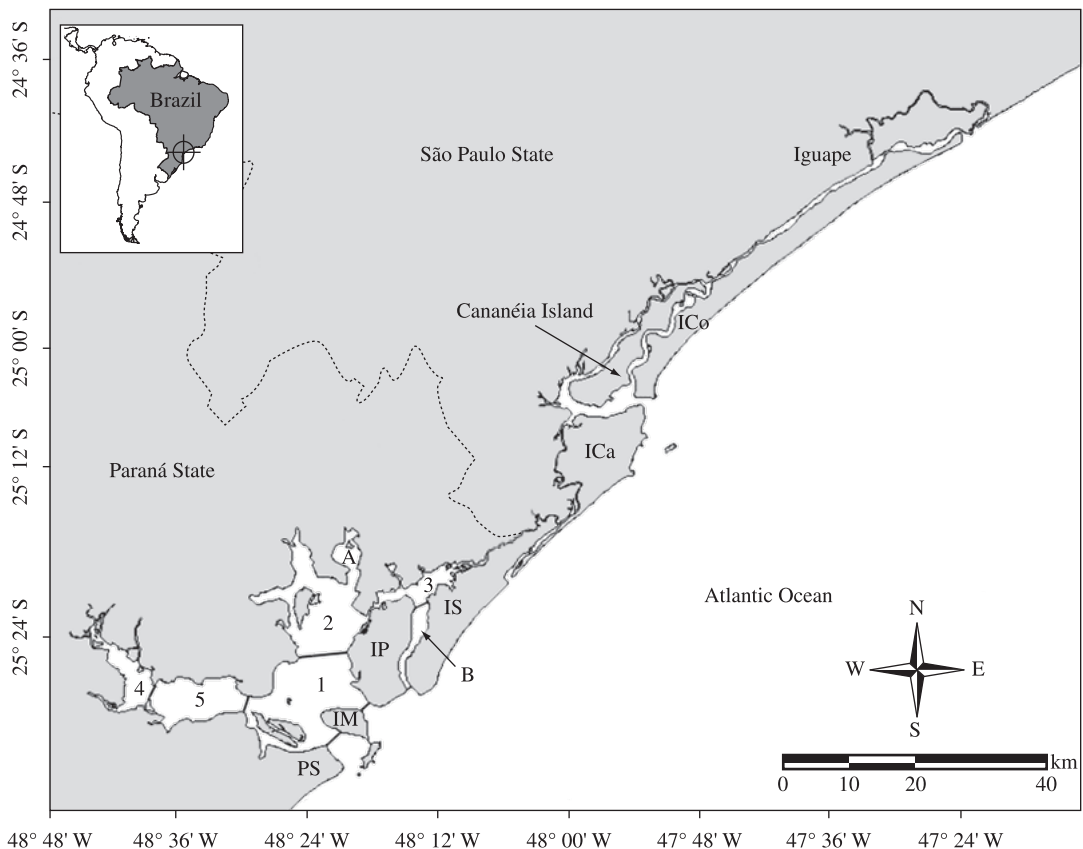 24° 36' S
24° 48' S
25° 00' S
25° 12' S
25° 24' S
Brazil
São Paulo State
Iguape
Cananéia Island
ICo
ICa
Paraná State
A
3
IS
2
IP
B
Atlantic Ocean
N
W
E
S
4
5
1
IM
PS
km
0
10
20
40
48° 48' W
48° 36' W
48° 24' W
48° 12' W
48° 00' W
47° 48' W
47° 36' W
47° 24' W